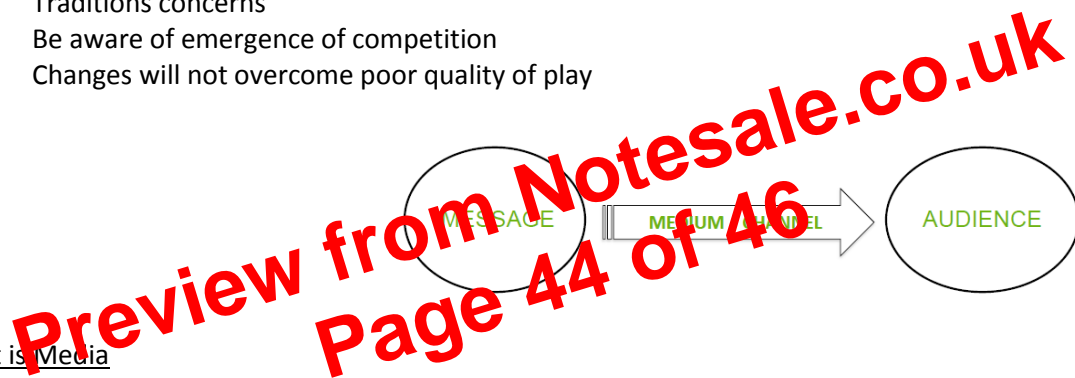 Traditions concerns
Be aware of emergence of competition
Changes will not overcome poor quality of play
MESSAGE
MEDIUM CHANNEL
AUDIENCE
Preview from Notesale.co.uk
Page 44 of 46
is Media